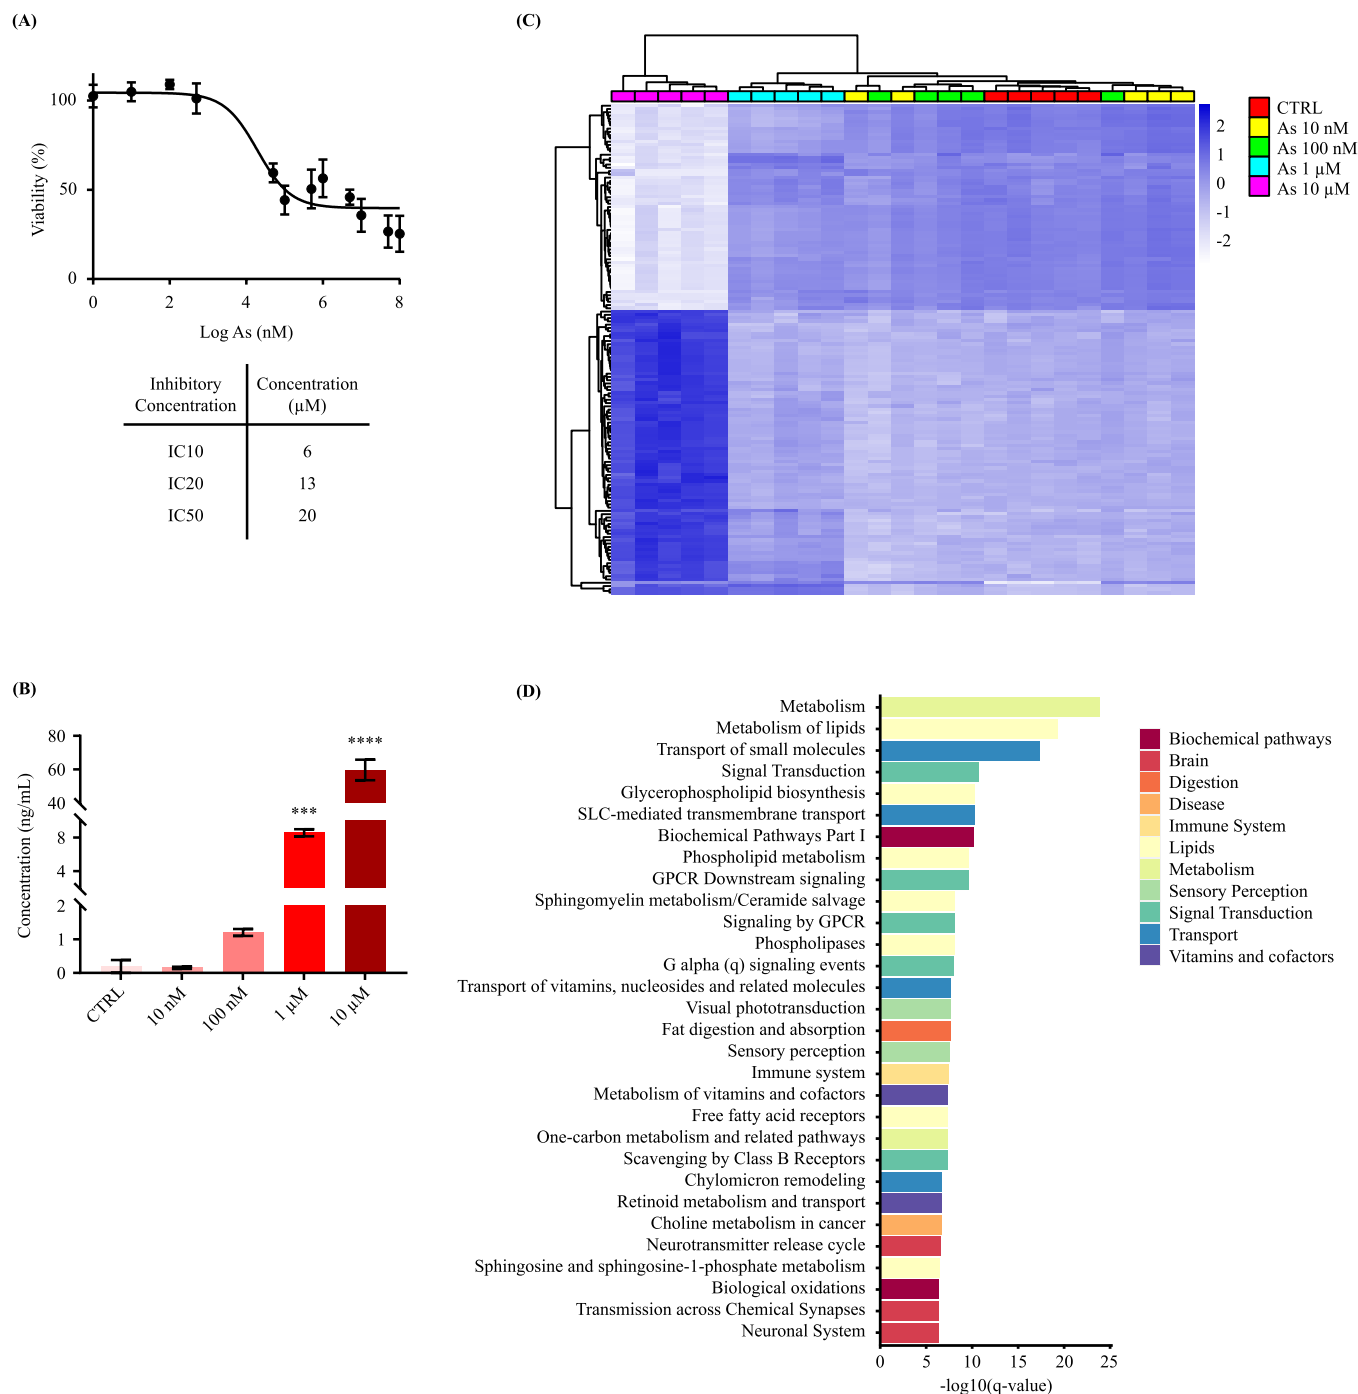 (A)
100
50
0
Viability (%)
0 2 4 6 8
Log As (nM)
Inhibitory Concentration
Concentration (µM)
IC10 6
IC20 13
IC50 20
(B)
80
60
40
8
4
2
1
0
Concentration (ng/mL)
***
****
CTRL
10 nM
100 nM
1 µM
10 µM
(C)
2
1
0
-1
-2
CTRL
As 10 nM
As 100 nM
As 1 µM
As 10 µM
(D)
Metabolism
Metabolism of lipids
Transport of small molecules
Signal Transduction
Glycerophospholipid biosynthesis
SLC-mediated transmembrane transport
Biochemical Pathways Part I
Phospholipid metabolism
GPCR Downstream signaling
Sphingomyelin metabolism/Ceramide salvage
Signaling by GPCR
Phospholipases
G alpha (q) signaling events
Transport of vitamins, nucleosides and related molecules
Visual phototransduction
Fat digestion and absorption
Sensory perception
Immune system
Metabolism of vitamins and cofactors
Free fatty acid receptors
One-carbon metabolism and related pathways
Scavenging by Class B Receptors
Chylomicron remodeling
Retinoid metabolism and transport
Choline metabolism in cancer
Neurotransmitter release cycle
Sphingosine and sphingosine-1-phosphate metabolism
Biological oxidations
Transmission across Chemical Synapses
Neuronal System
0 5 10 15 20 25
-log10(q-value)
Biochemical pathways
Brain
Digestion
Disease
Immune System
Lipids
Metabolism
Sensory Perception
Signal Transduction
Transport
Vitamins and cofactors